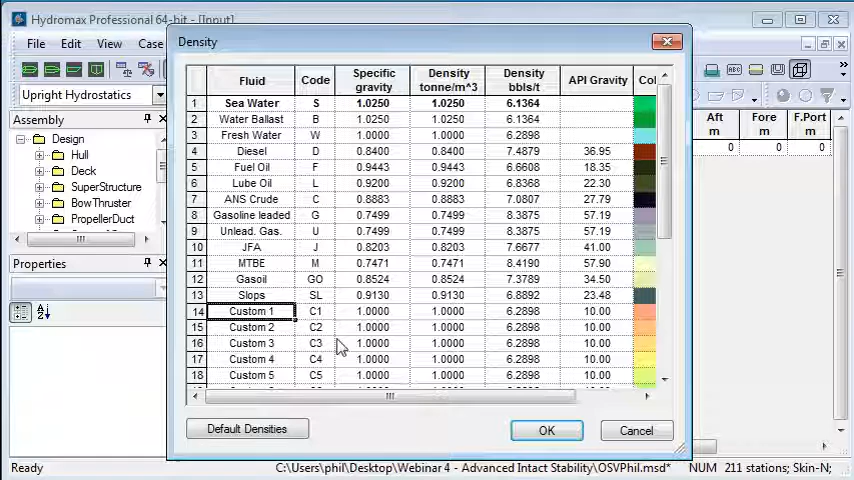 Hydromax Professional 64-bit - [Input]
File Edit View Case
Upright Hydrostatics
Assembly
Design
Hull
Deck
SuperStructure
BowThruster
PropellerDuct
Properties
Density
Fluid Code Specific gravity Density tonne/m^3 Density bbls/t API Gravity Col
1 Sea Water S 1.0250 1.0250 6.1364
2 Water Ballast B 1.0250 1.0250 6.1364
3 Fresh Water W 1.0000 1.0000 6.2898
4 Diesel D 0.8400 0.8400 7.4879 36.95
5 Fuel Oil F 0.9443 0.9443 6.6608 18.35
6 Lube Oil L 0.9200 0.9200 6.8368 22.30
7 ANS Crude C 0.8883 0.8883 7.0807 27.79
8 Gasoline leaded G 0.7499 0.7499 8.3875 57.19
9 Unlead. Gas. U 0.7499 0.7499 8.3875 57.19
10 JFA J 0.8203 0.8203 7.6677 41.00
11 MTBE M 0.7471 0.7471 8.4190 57.90
12 Gasoil GO 0.8524 0.8524 7.3789 34.50
13 Slops SL 0.9130 0.9130 6.8892 23.48
14 Custom 1 C1 1.0000 1.0000 6.2898 10.00
15 Custom 2 C2 1.0000 1.0000 6.2898 10.00
16 Custom 3 C3 1.0000 1.0000 6.2898 10.00
17 Custom 4 C4 1.0000 1.0000 6.2898 10.00
18 Custom 5 C5 1.0000 1.0000 6.2898 10.00
Default Densities OK Cancel
Aft m Fore m F.Port m
0 0 0
Ready C:\Users\phil\Desktop\Webinar 4 - Advanced Intact Stability\OSVPhil.msd* NUM 211 stations; Skin-N;